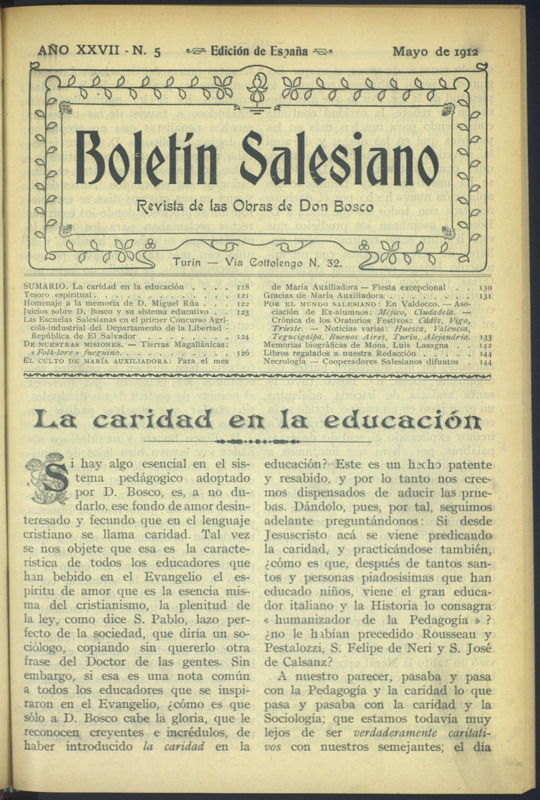 AÑO XXVII - N. 5
Edición de España
Mayo de 1912
Boletín Salesiano
Revista de las Obras de Don Bosco
Turin — Via Cottolengo N. 32.
SUMARIO. La caridad en la educación . . . . 118
Tesoro espiritual . . . . 121
Homenaje a la memoria de D. Miguel Rúa . . . 122
Juicios sobre D. Bosco y su sistema educativo . . 123
Las Escuelas Salesianas en el primer Concurso Agrí-
cola-industrial del Departamento de la Libertad -
República de El Salvador . . . . 124
DE NUESTRAS MISIONES. — Tierras Magallánicas:
« Folk-lore » fueguino. . . . 126
EL CULTO DE MARÍA AUXILIADORA: Para el mes
de María Auxiliadora — Fiesta excepcional . . 130
Gracias de María Auxiliadora . . . . 131
POR EL MUNDO SALESIANO: En Valdocco. — Aso-
ciación de Ex-alumnos: Méjico, Ciudadela. —
Crónica de los Oratorios Festivos: Cádiz, Vigo,
Trieste. — Noticias varias: Huesca, Valencia,
Tegucigalpa, Buenos Aires, Turín, Alejandría. 133
Memorias biográficas de Mons. Luis Lasagna . . 142
Libros regalados a nuestra Redacción . . . . 144
Necrología — Cooperadores Salesianos difuntos . 144
La caridad en la educación
Si hay algo esencial en el sis-
tema pedágogico adoptado
por D. Bosco, es, a no du-
darlo, ese fondo de amor desin-
teresado y fecundo que en el lenguaje
cristiano se llama caridad. Tal vez
se nos objete que esa es la caracte-
rística de todos los educadores que
han bebido en el Evangelio el es-
píritu de amor que es la esencia mis-
ma del cristianismo, la plenitud de
la ley, como dice S. Pablo, lazo per-
fecto de la sociedad, que diría un so-
ciólogo, copiando sin quererlo otra
frase del Doctor de las gentes. Sin
embargo, si esa es una nota común
a todos los educadores que se inspi-
raron en el Evangelio, ¿cómo es que
sólo a D. Bosco cabe la gloria, que le
reconocen creyentes e incrédulos, de
haber introducido la caridad en la
educación? Este es un hecho patente
y resabido, y por lo tanto nos cree-
mos dispensados de aducir las prue-
bas. Dándolo, pues, por tal, seguimos
adelante preguntándonos: Si desde
Jesucristo acá se viene predicando
la caridad, y practicándose también,
¿cómo es que, después de tantos san-
tos y personas piadosísimas que han
educado niños, viene el gran educa-
dor italiano y la Historia lo consagra
« humanizador de la Pedagogía » ?
¿no le habían precedido Rousseau y
Pestalozzi, S. Felipe de Neri y S. José
de Calsanz?
A nuestro parecer, pasaba y pasa
con la Pedagogía y la caridad lo que
pasa y pasaba con la caridad y la
Sociología; que estamos todavía muy
lejos de ser verdaderamente caritati-
vos con nuestros semejantes; el día